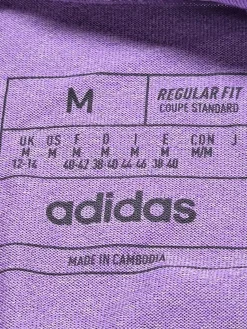 M
REGULAR FIT
COUPE STANDARD
UK US F D I E CON J
M M M M M M M/M
12-14 40-42 38-40 44-46 38-40
adidas
MADE IN CAMBODIA